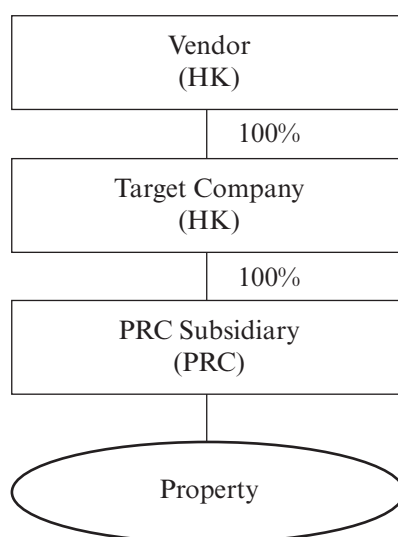 Vendor
(HK)
100%
Target Company
(HK)
100%
PRC Subsidiary
(PRC)
Property